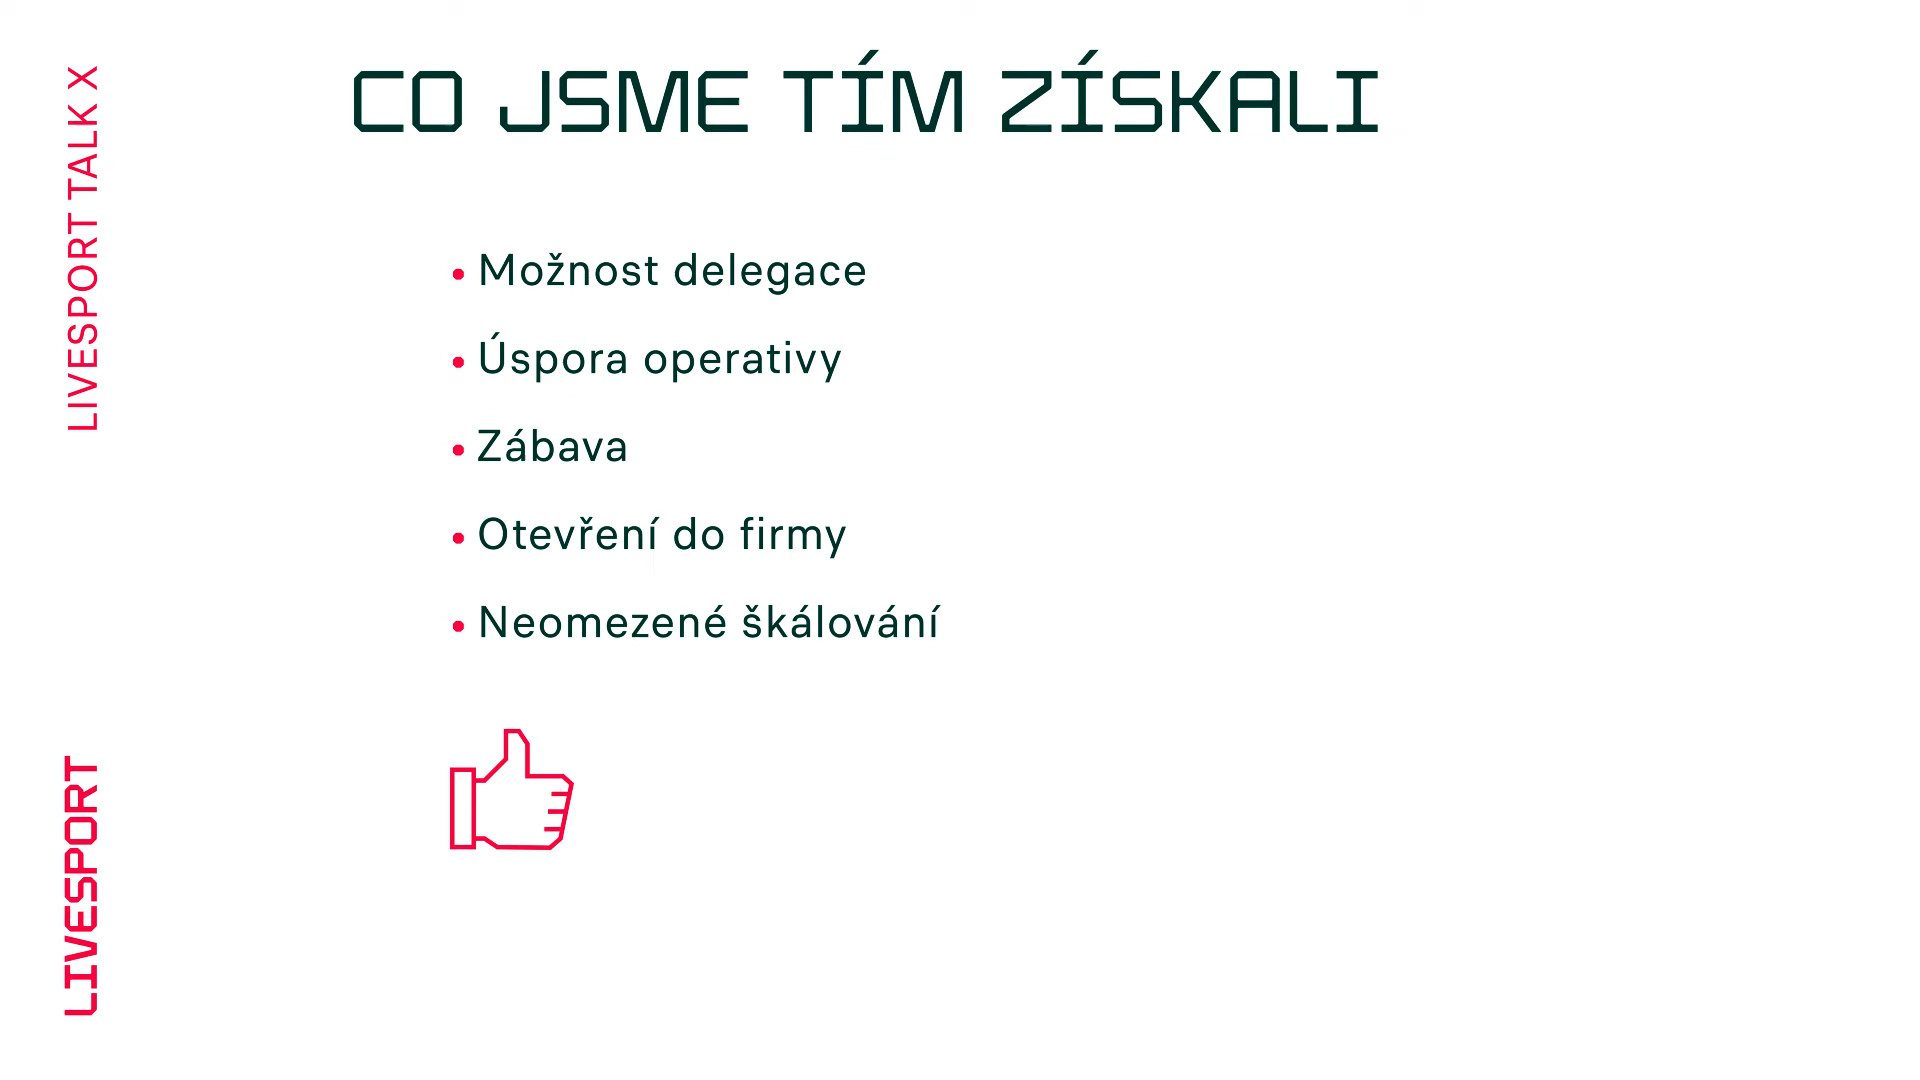 LIVESPORT TALK X
CO JSME TÍM ZÍSKALI
• Možnost delegace
• Úspora operativy
• Zábava
• Otevření do firmy
• Neomezené škálování
LIVESPORT